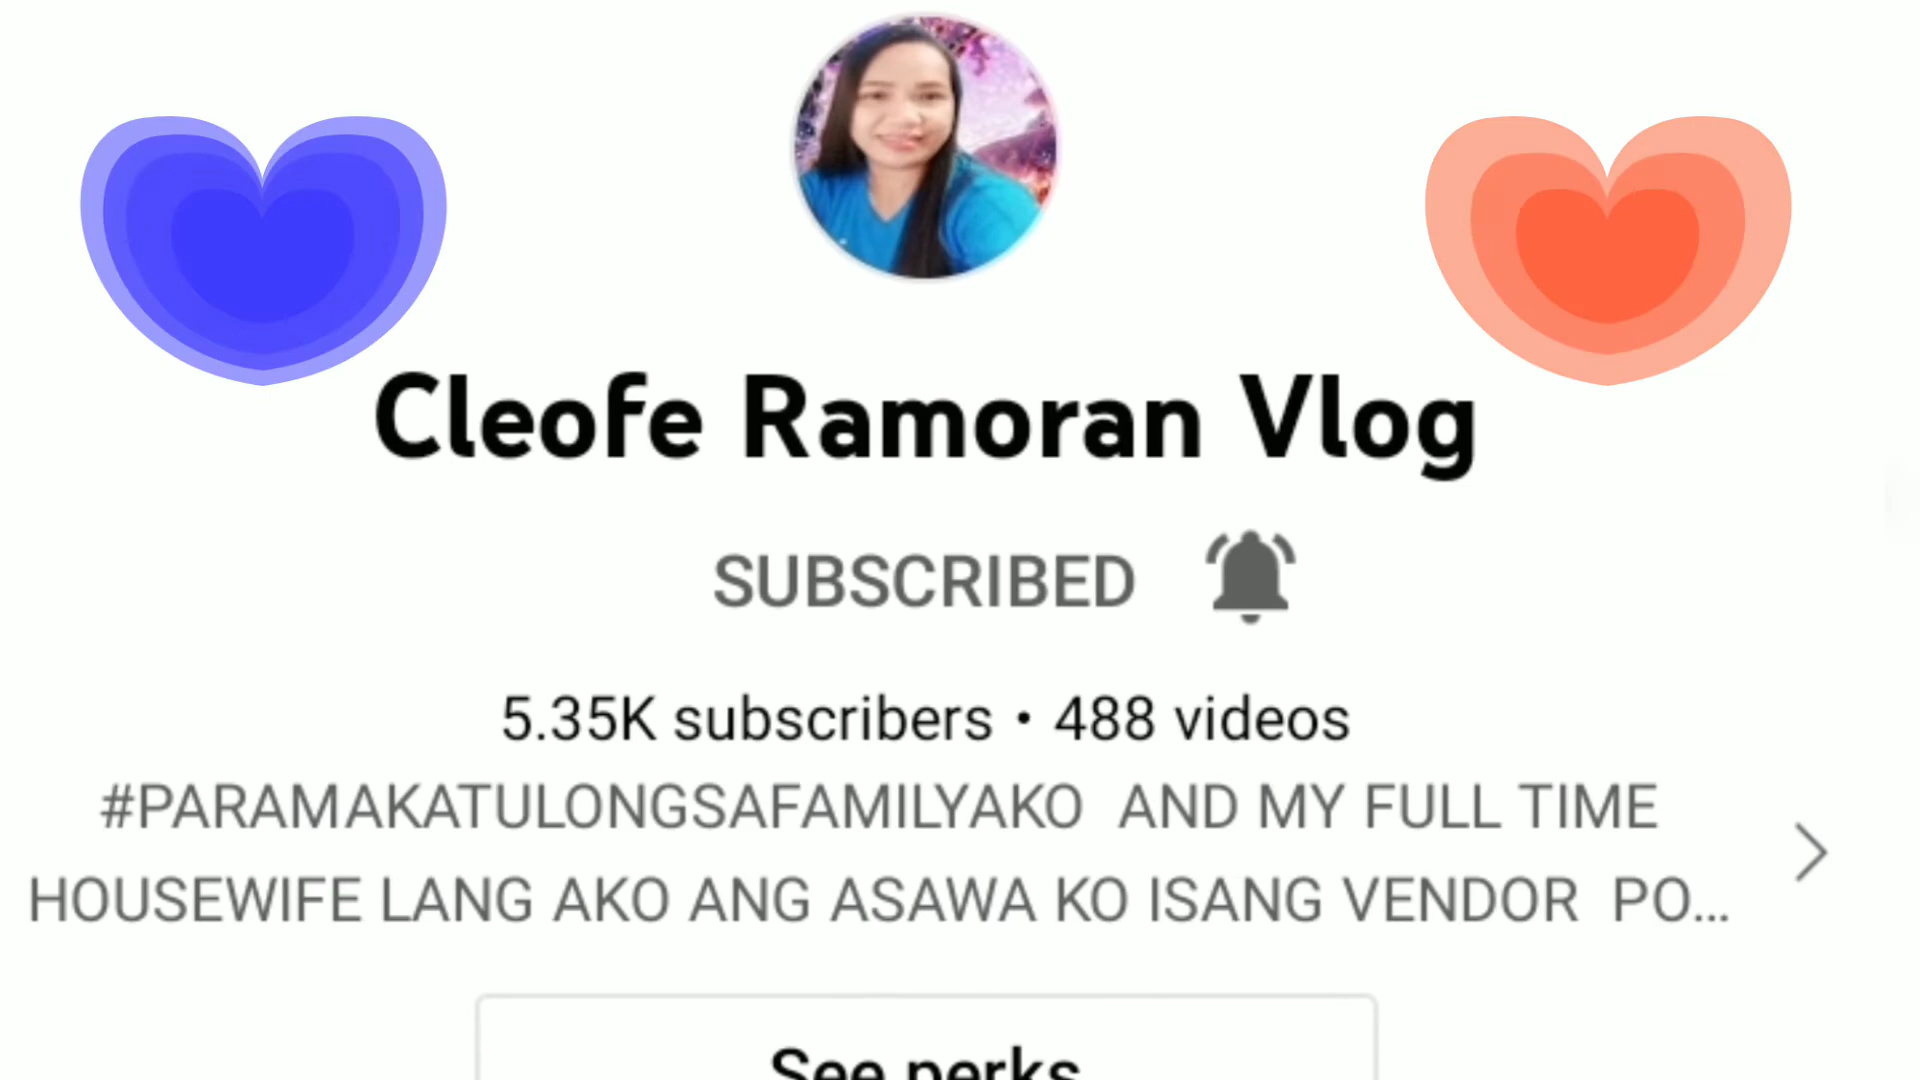 Cleofe Ramoran Vlog
SUBSCRIBED
5.35K subscribers • 488 videos
#PARAMAKATULONGSAFAMILYAKO AND MY FULL TIME
HOUSEWIFE LANG AKO ANG ASAWA KO ISANG VENDOR PO...
See perks